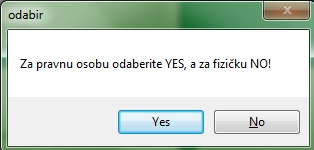 odabir
Za pravnu osobu odaberite YES, a za fizičku NO!
Yes
No